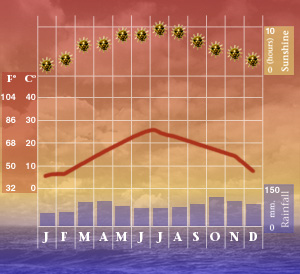 10
(hours)
Sunshine
0
F° C°
104 40
86 30
68 20
50 10
32 0
150
mm.
Rainfall
0
J F M A M J J A S O N D